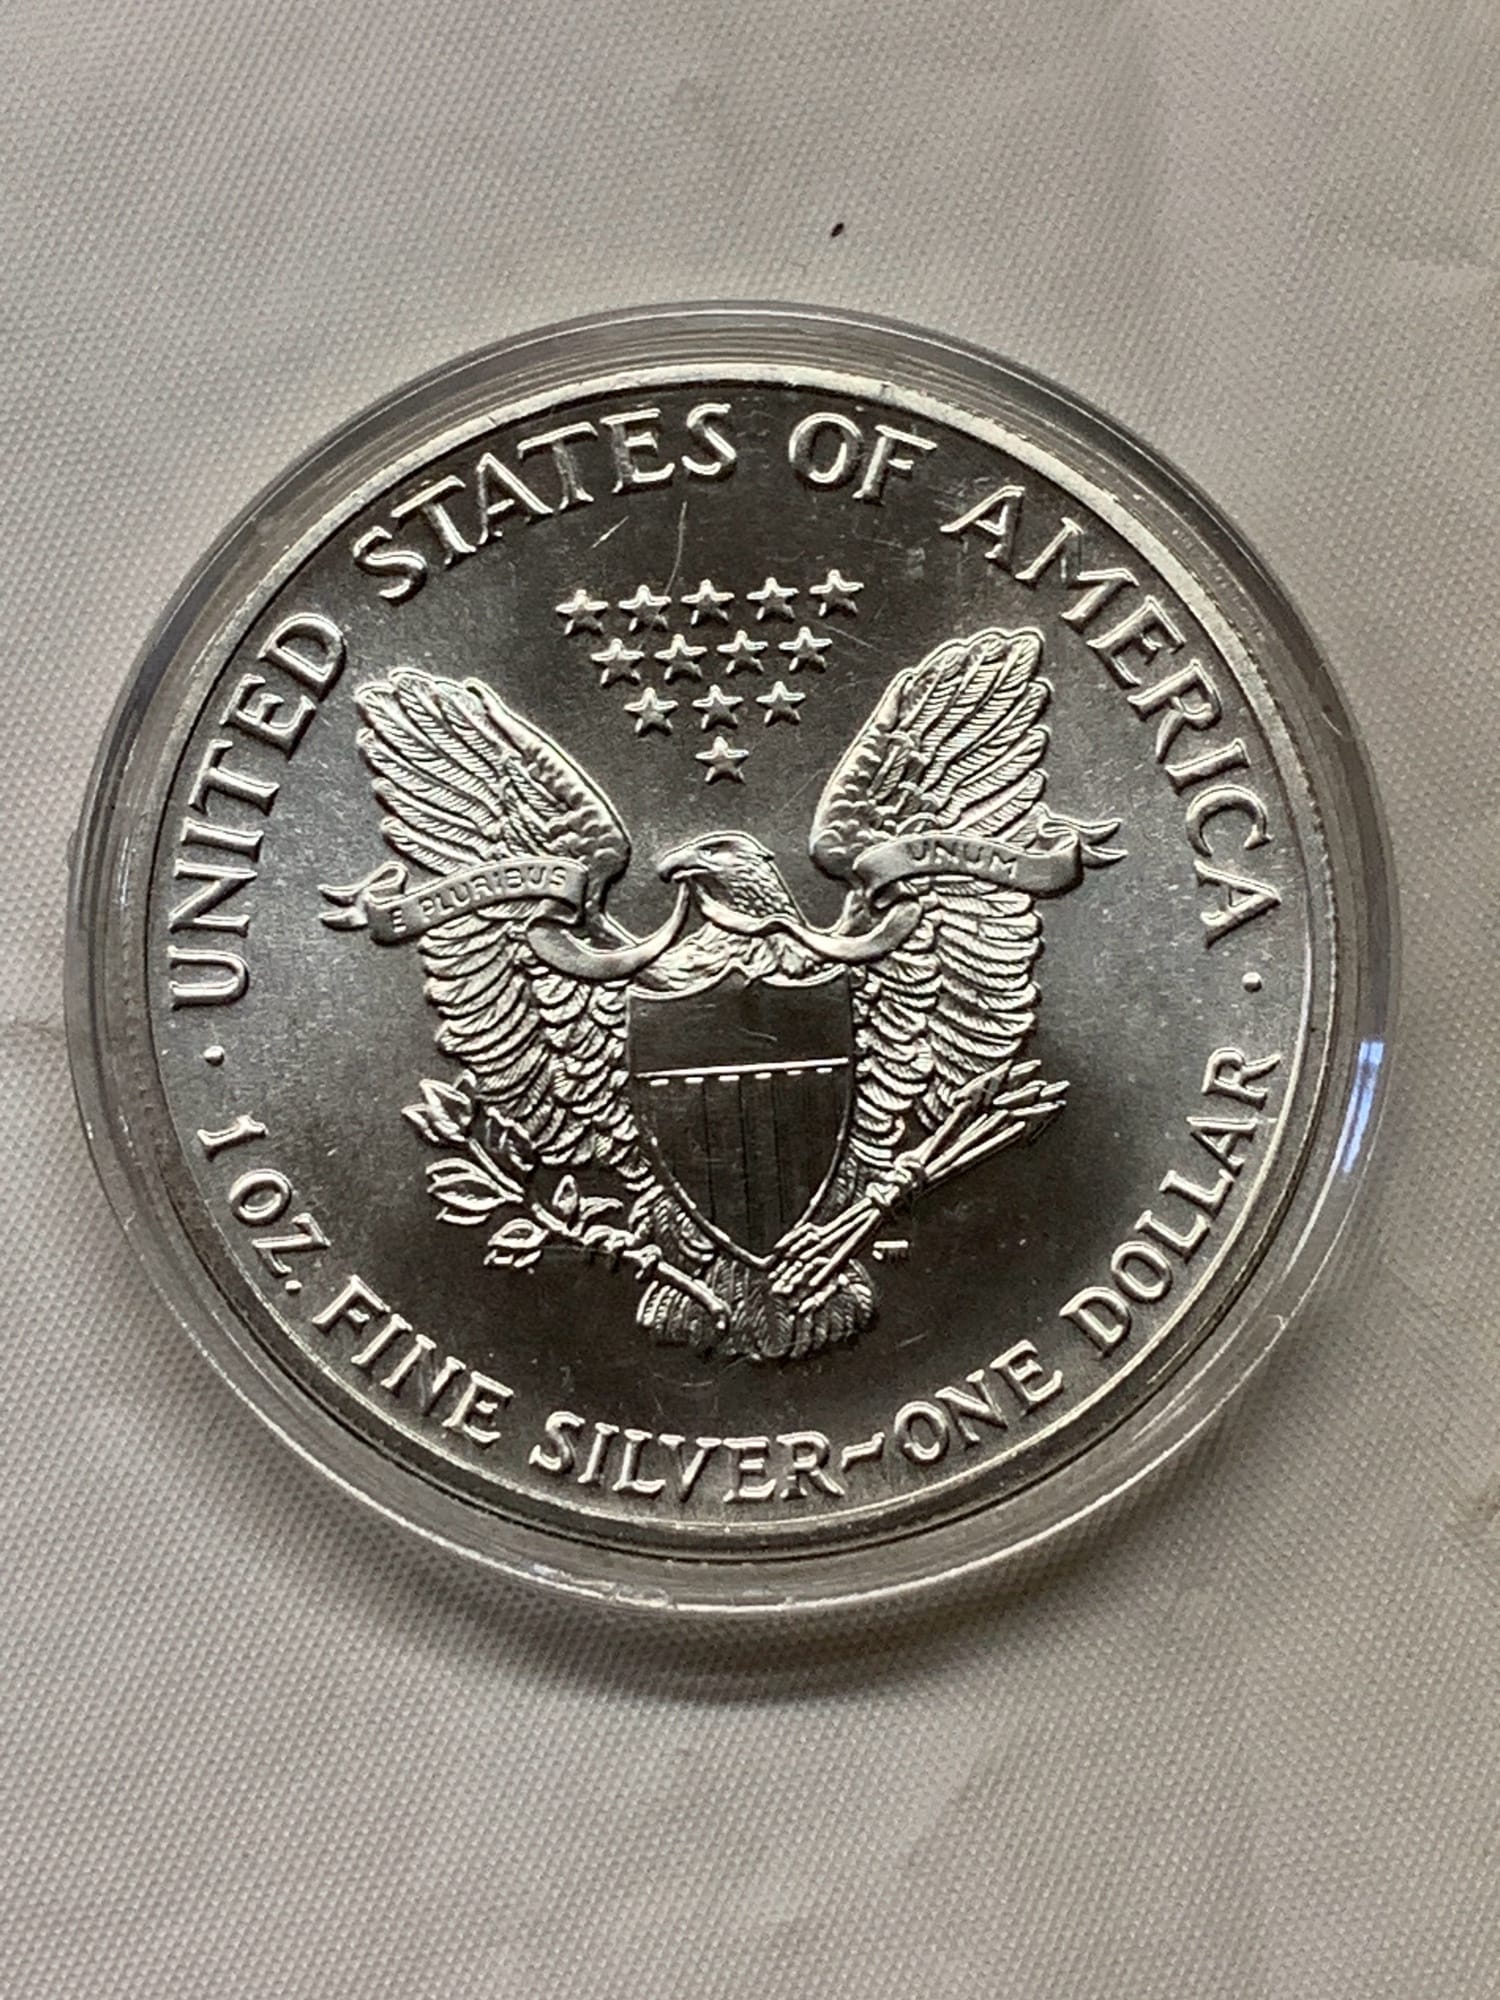 UNITED STATES OF AMERICA
E PLURIBUS UNUM
1 OZ. FINE SILVER~ONE DOLLAR